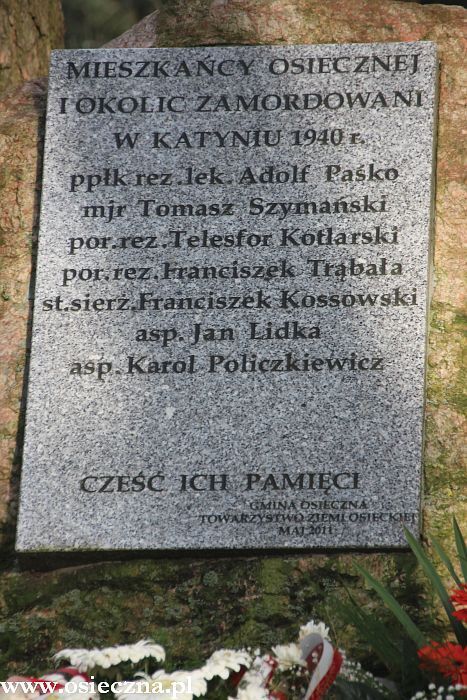 MIESZKAŃCY OSIECZNEJ
I OKOLIC ZAMORDOWANI
W KATYNIU 1940 r.
ppłk rez.lek. Adolf Paśko
mjr Tomasz Szymański
por.rez.Telesfor Kotlarski
por.rez.Franciszek Trąbała
st.sierż.Franciszek Kossowski
asp. Jan Lidka
asp. Karol Policzkiewicz
CZEŚĆ ICH PAMIĘCI
GMINA OSIECZNA
TOWARZYSTWO ZIEMI OSIECKIEJ
MAJ 2011
www.osieczna.pl